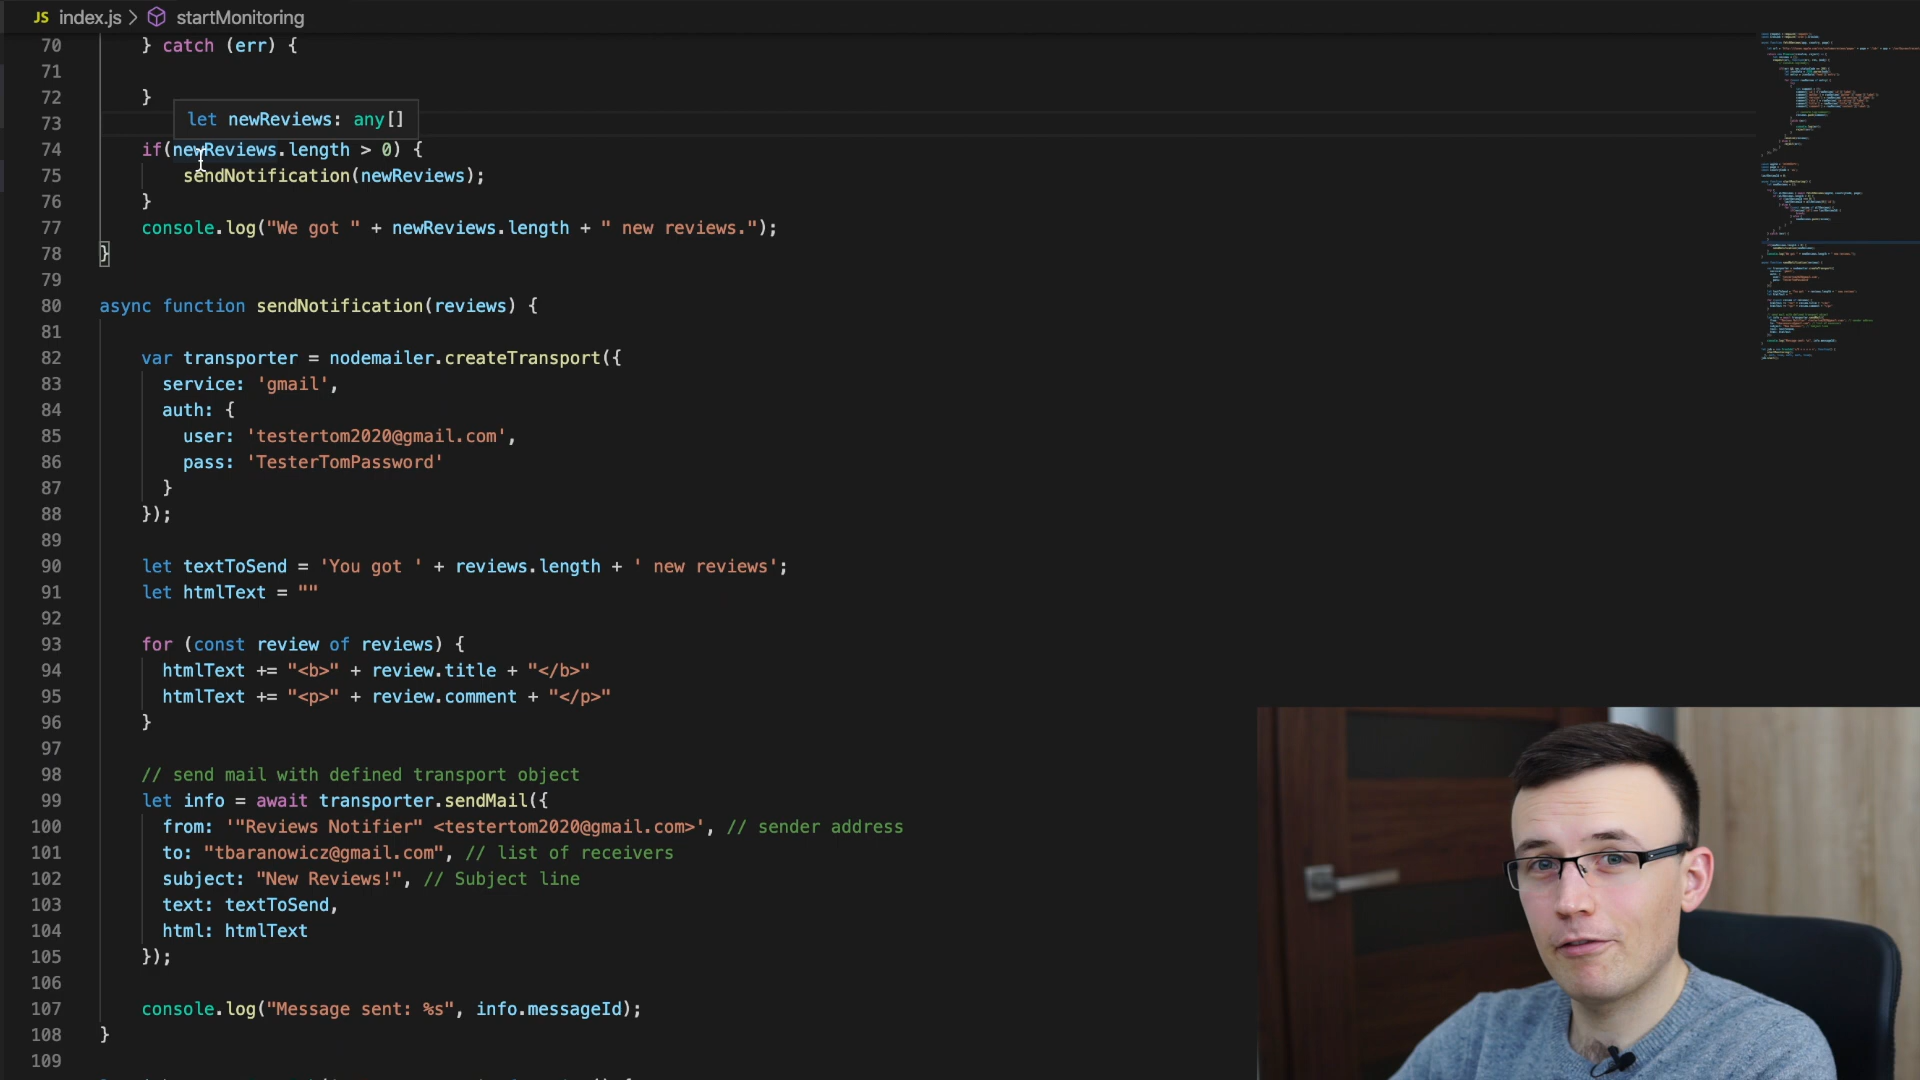 JS index.js > startMonitoring
70 } catch (err) {
71
72 }
let newReviews: any[]
73
74 if(newReviews.length > 0) {
75 sendNotification(newReviews);
76 }
77 console.log("We got " + newReviews.length + " new reviews.");
78 }
79
80 async function sendNotification(reviews) {
81
82 var transporter = nodemailer.createTransport({
83 service: 'gmail',
84 auth: {
85 user: 'testertom2020@gmail.com',
86 pass: 'TesterTomPassword'
87 }
88 });
89
90 let textToSend = 'You got ' + reviews.length + ' new reviews';
91 let htmlText = ""
92
93 for (const review of reviews) {
94 htmlText += "<b>" + review.title + "</b>"
95 htmlText += "<p>" + review.comment + "</p>"
96 }
97
98 // send mail with defined transport object
99 let info = await transporter.sendMail({
100 from: '"Reviews Notifier" <testertom2020@gmail.com>', // sender address
101 to: "tbaranowicz@gmail.com", // list of receivers
102 subject: "New Reviews!", // Subject line
103 text: textToSend,
104 html: htmlText
105 });
106
107 console.log("Message sent: %s", info.messageId);
108 }
109